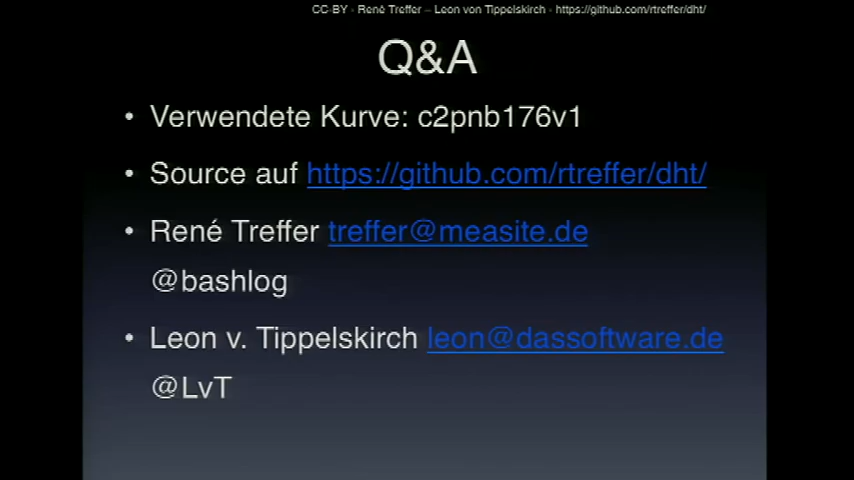 CC-BY - René Treffer – Leon von Tippelskirch - https://github.com/rtreffer/dht/
Q&A
• Verwendete Kurve: c2pnb176v1
• Source auf https://github.com/rtreffer/dht/
• René Treffer treffer@measite.de
@bashlog
• Leon v. Tippelskirch leon@dassoftware.de
@LvT